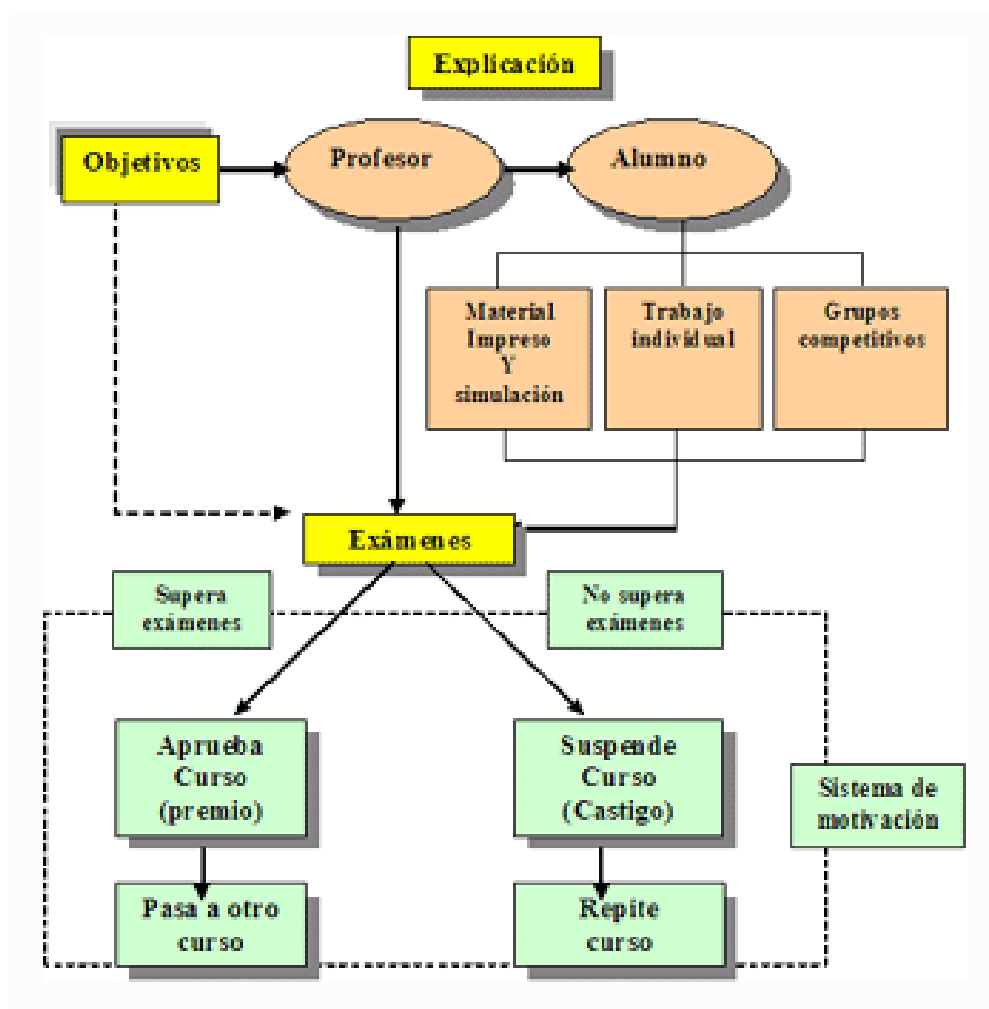 Explicación
Objetivos
Profesor
Alumno
Material
Impreso
Y
simulación
Trabajo
individual
Grupos
competitivos
Exámenes
Supera
exámenes
No supera
exámenes
Aprueba
Curso
(premio)
Suspende
Curso
(Castigo)
Sistema de
motivación
Pasa a otro
curso
Repite
curso